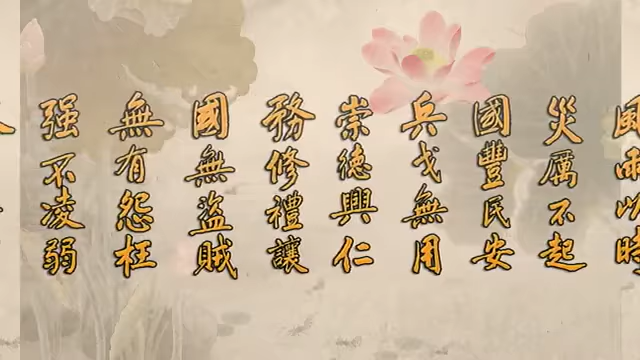 風雨以時
災厲不起
國豐民安
兵戈無用
崇德興仁
務修禮讓
國無盜賊
無有怨枉
强不凌弱